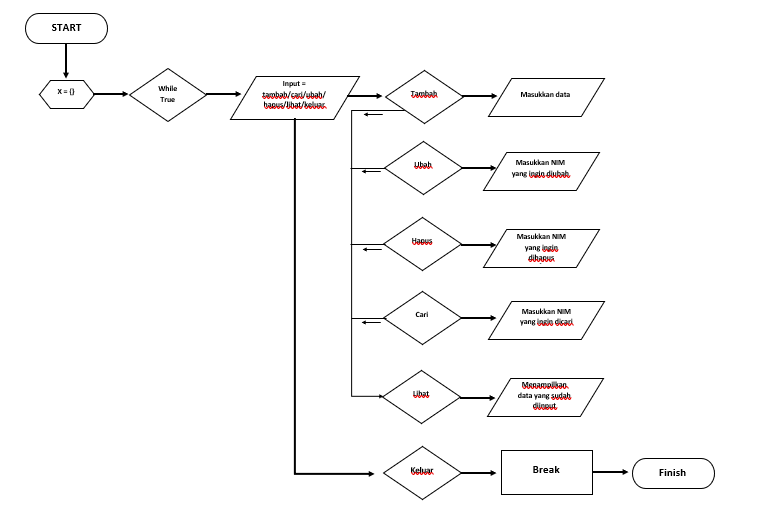 START
X = {}
While
True
Input =
tambah/cari/ubah/
hapus/lihat/keluar
Tambah
Masukkan data
Ubah
Masukkan NIM
yang ingin diubah
Hapus
Masukkan NIM
yang ingin
dihapus
Cari
Masukkan NIM
yang ingin dicari
Lihat
Menampilkan
data yang sudah
diinput
Keluar
Break
Finish